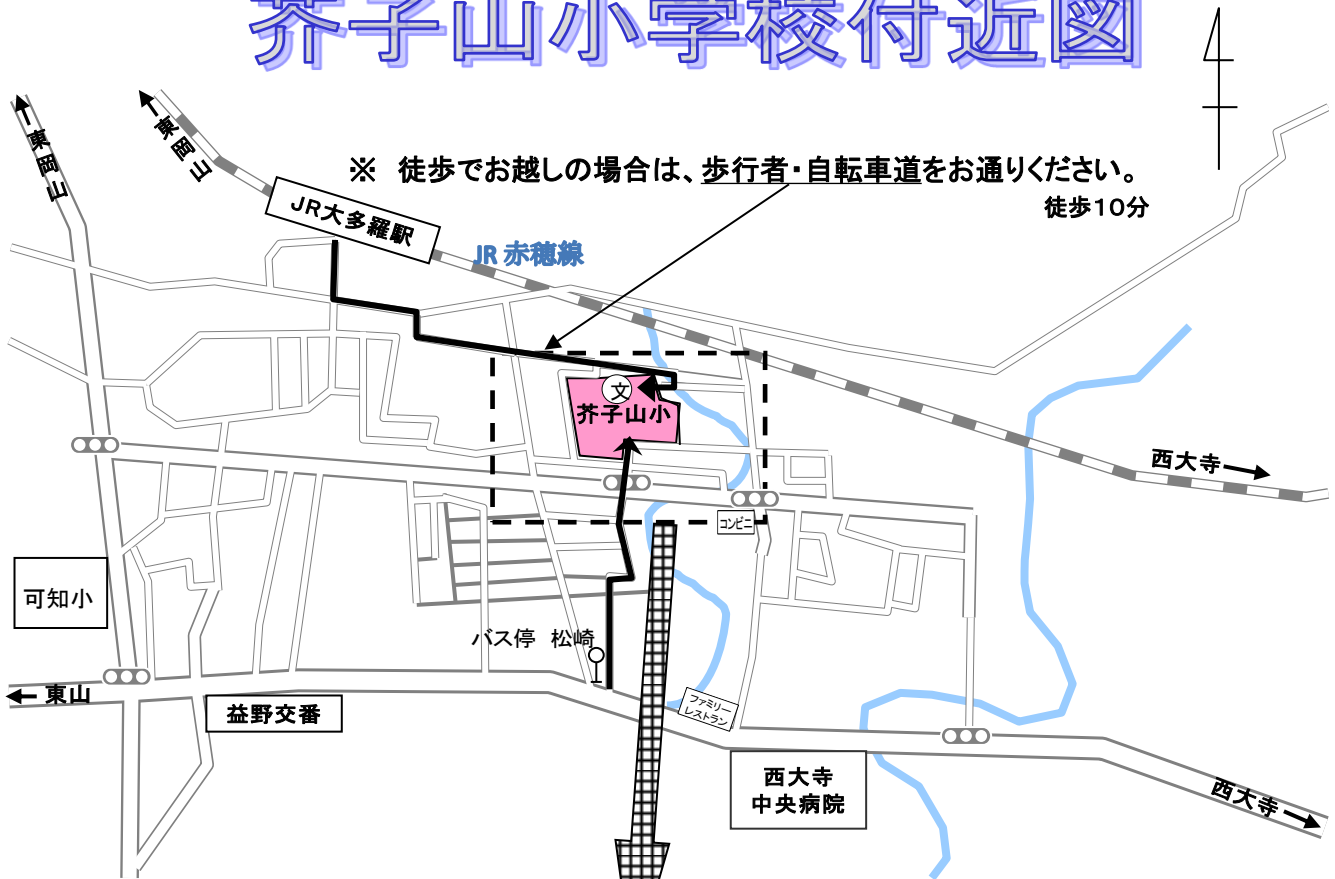 芥子山小学校付近図
東岡山
東岡山
※ 徒歩でお越しの場合は、歩行者・自転車道をお通りください。
徒歩10分
JR大多羅駅
JR 赤穂線
文
芥子山小
西大寺
コンビニ
可知小
バス停 松崎
東山
益野交番
ファミリー
レストラン
西大寺
中央病院
西大寺